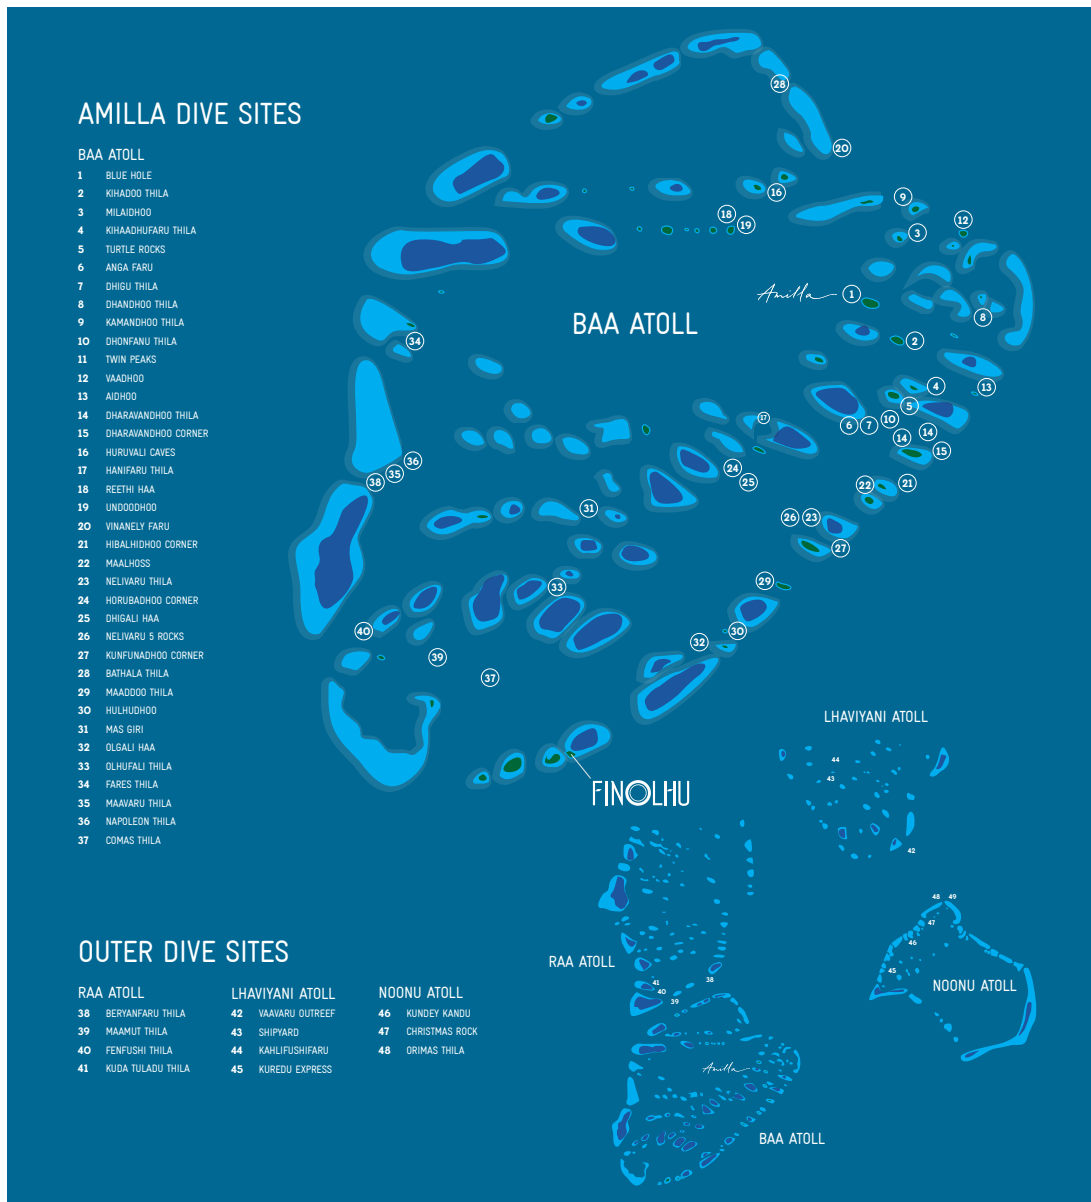 AMILLA DIVE SITES
BAA ATOLL
1 BLUE HOLE
2 KIHADOO THILA
3 MILAIDHOO
4 KIHAADHUFARU THILA
5 TURTLE ROCKS
6 ANGA FARU
7 DHIGU THILA
8 DHANDHOO THILA
9 KAMANDHOO THILA
10 DHONFANU THILA
11 TWIN PEAKS
12 VAADHOO
13 AIDHOO
14 DHARAVANDHOO THILA
15 DHARAVANDHOO CORNER
16 HURUVALI CAVES
17 HANIFARU THILA
18 REETHI HAA
19 UNDOODHOO
20 VINANELY FARU
21 HIBALHIDHOO CORNER
22 MAALHOSS
23 NELIVARU THILA
24 HORUBADHOO CORNER
25 DHIGALI HAA
26 NELIVARU 5 ROCKS
27 KUNFUNADHOO CORNER
28 BATHALA THILA
29 MAADDOO THILA
30 HULHUDHOO
31 MAS GIRI
32 OLGALI HAA
33 OLHUFALI THILA
34 FARES THILA
35 MAAVARU THILA
36 NAPOLEON THILA
37 COMAS THILA
28
20
16
9
18
19
12
3
Amilla
1
8
BAA ATOLL
34
2
13
4
5
17
6 7 10
14
14
15
36
35
38
24
25
22
21
31
26 23
27
33
29
40
30
32
39
37
FINOLHU
LHAVIYANI ATOLL
44
43
42
48 49
47
46
45
NOONU ATOLL
RAA ATOLL
38
41
40
39
Amilla
BAA ATOLL
OUTER DIVE SITES
RAA ATOLL
38 BERYANFARU THILA
39 MAAMUT THILA
40 FENFUSHI THILA
41 KUDA TULADU THILA
LHAVIYANI ATOLL
42 VAAVARU OUTREEF
43 SHIPYARD
44 KAHLIFUSHIFARU
45 KUREDU EXPRESS
NOONU ATOLL
46 KUNDEY KANDU
47 CHRISTMAS ROCK
48 ORIMAS THILA